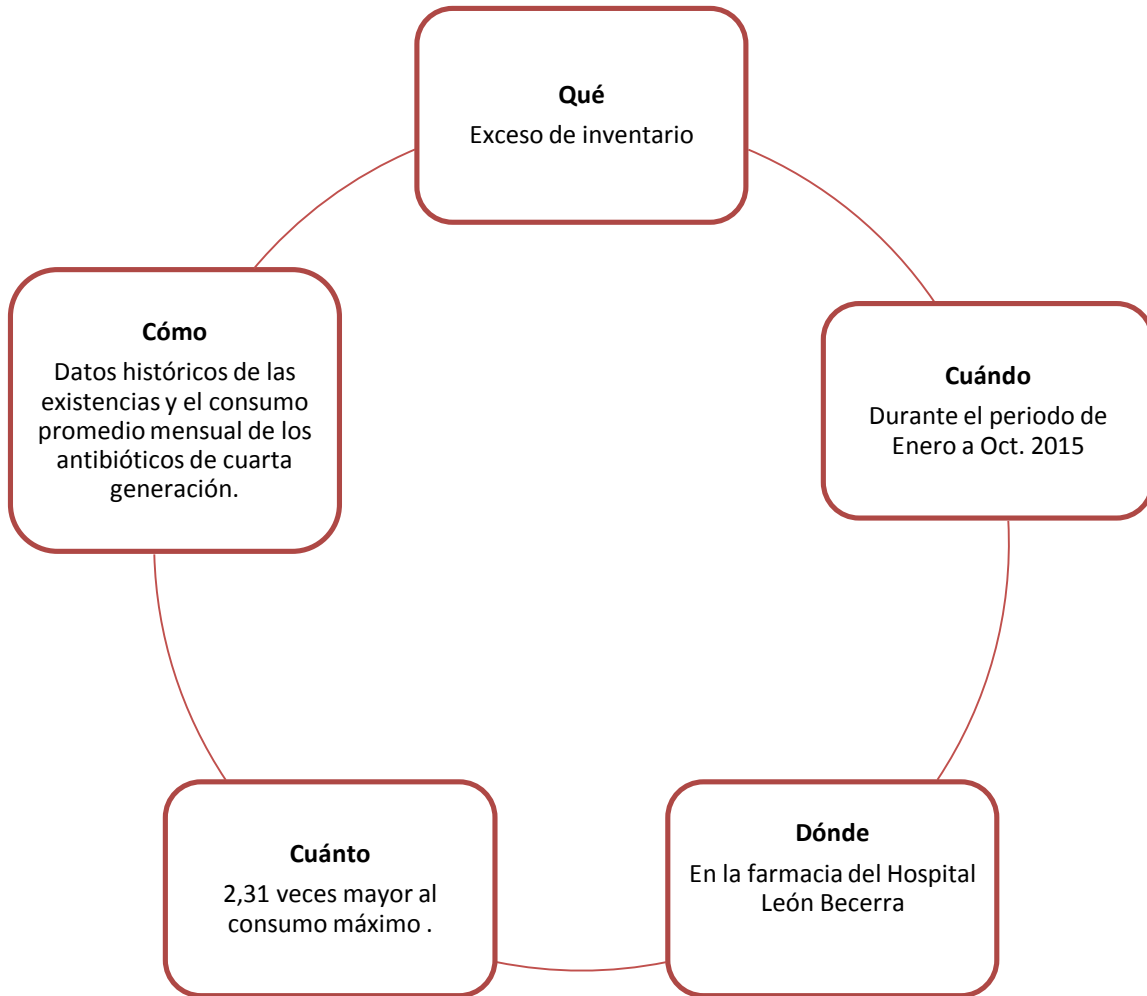 Qué
Exceso de inventario
Cuándo
Durante el periodo de
Enero a Oct. 2015
Dónde
En la farmacia del Hospital
León Becerra
Cuánto
2,31 veces mayor al
consumo máximo .
Cómo
Datos históricos de las
existencias y el consumo
promedio mensual de los
antibióticos de cuarta
generación.